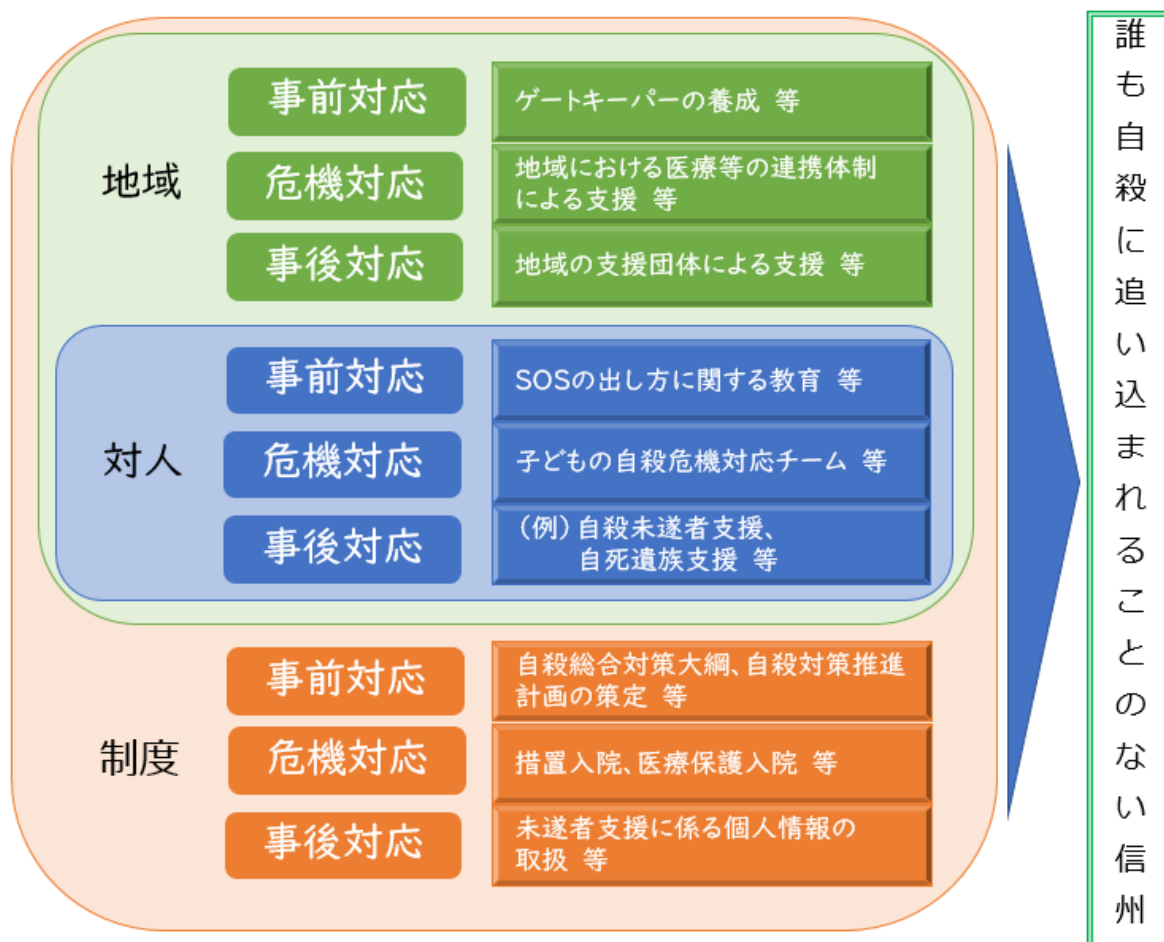 地域
事前対応
ゲートキーパーの養成 等
危機対応
地域における医療等の連携体制
による支援 等
事後対応
地域の支援団体による支援 等
対人
事前対応
SOSの出し方に関する教育 等
危機対応
子どもの自殺危機対応チーム 等
事後対応
(例)自殺未遂者支援、
自死遺族支援 等
制度
事前対応
自殺総合対策大綱、自殺対策推進
計画の策定 等
危機対応
措置入院、医療保護入院 等
事後対応
未遂者支援に係る個人情報の
取扱 等
誰も自殺に追い込まれることのない信州